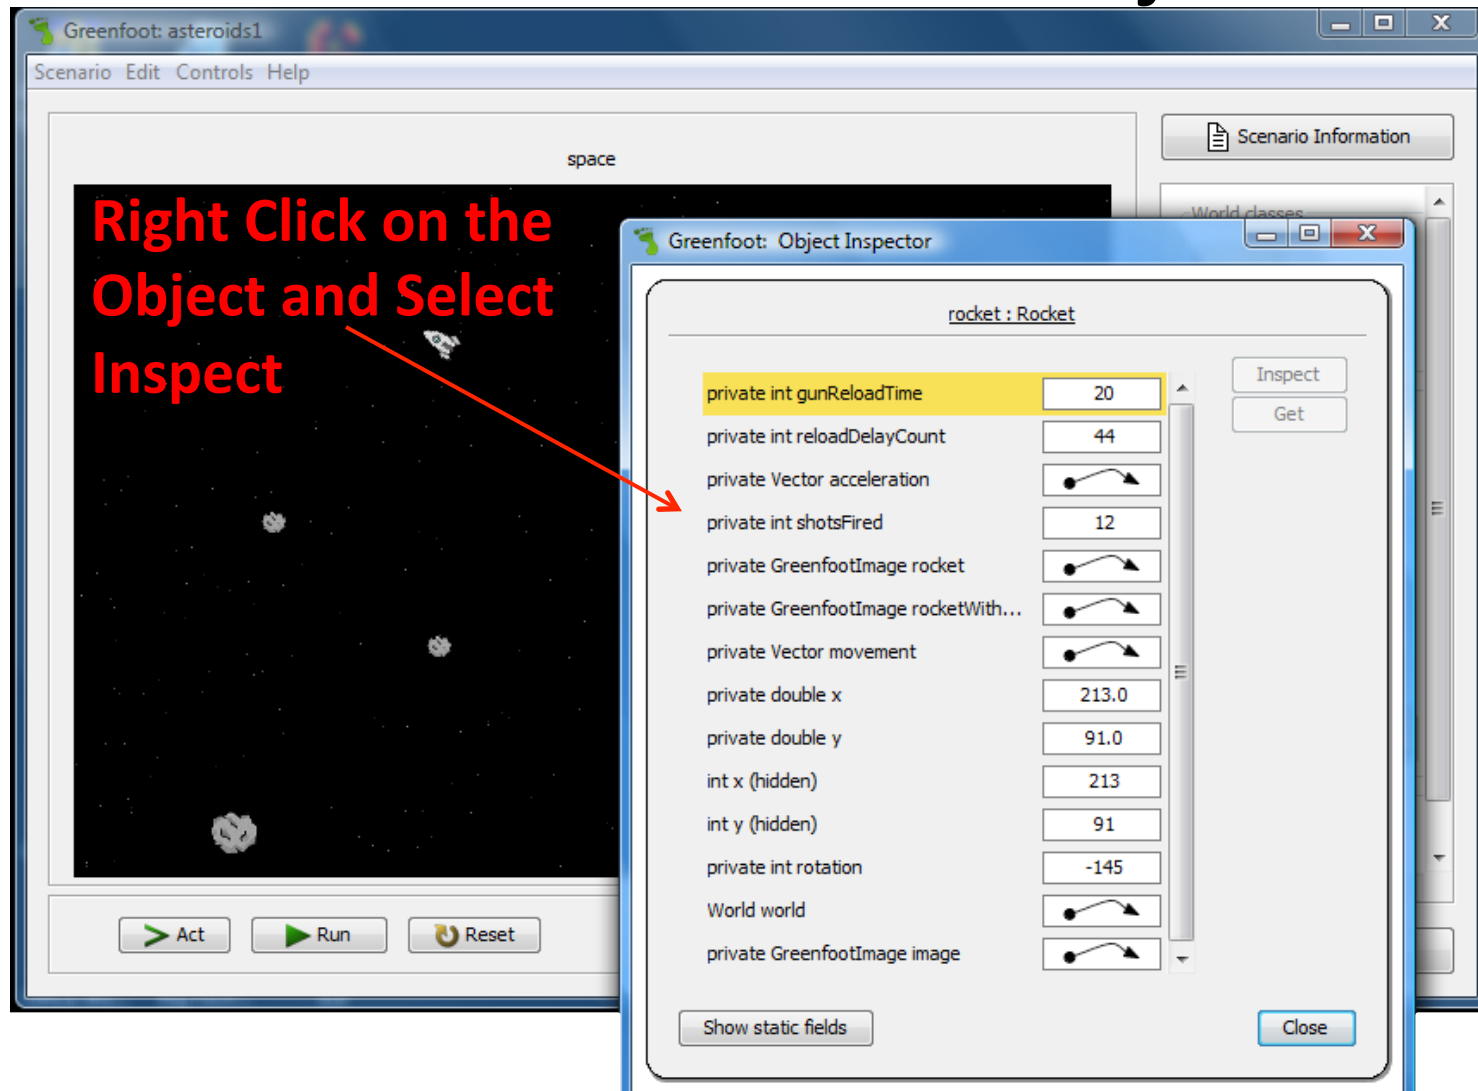 Greenfoot: asteroids1
Scenario Edit Controls Help
Scenario Information
space
World classes
Right Click on the
Object and Select
Inspect
Greenfoot: Object Inspector
rocket : Rocket
Inspect
Get
private int gunReloadTime 20
private int reloadDelayCount 44
private Vector acceleration
private int shotsFired 12
private GreenfootImage rocket
private GreenfootImage rocketWith...
private Vector movement
private double x 213.0
private double y 91.0
int x (hidden) 213
int y (hidden) 91
private int rotation -145
World world
private GreenfootImage image
Show static fields
Close
Act
Run
Reset